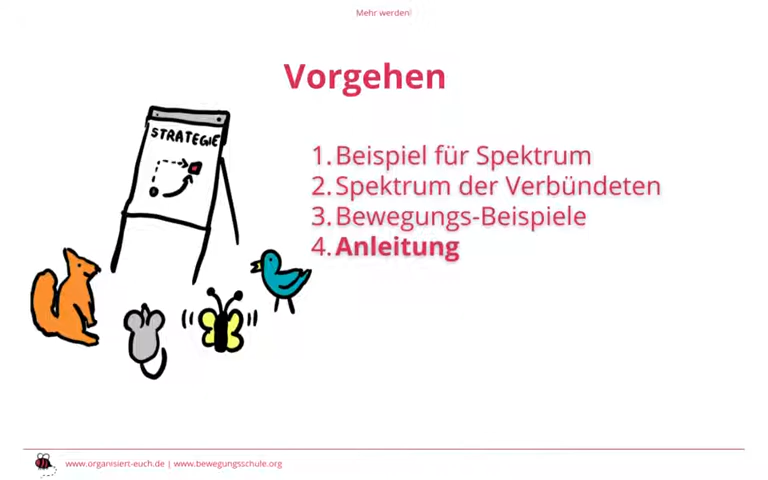 Mehr werden!
Vorgehen
STRATEGIE
1. Beispiel für Spektrum
2. Spektrum der Verbündeten
3. Bewegungs-Beispiele
4. Anleitung
www.organisiert-euch.de | www.bewegungsschule.org